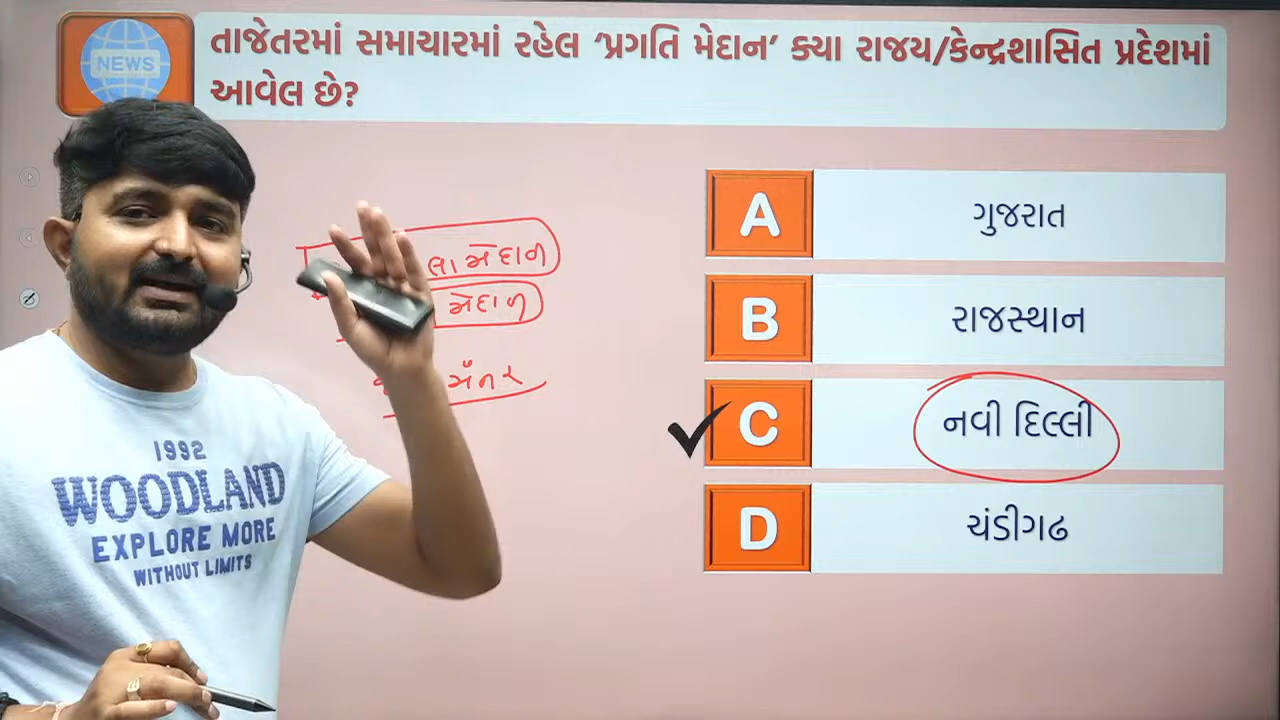 NEWS
તાજેતરમાં સમાચારમાં રહેલ ‘પ્રગતિ મેદાન’ ક્યા રાજય/કેન્દ્રશાસિત પ્રદેશમાં
આવેલ છે?
લા મેદાન
મેદાન
મંતર
A ગુજરાત
B રાજસ્થાન
C નવી દિલ્લી
D ચંડીગઢ
1992
WOODLAND
EXPLORE MORE
WITHOUT LIMITS